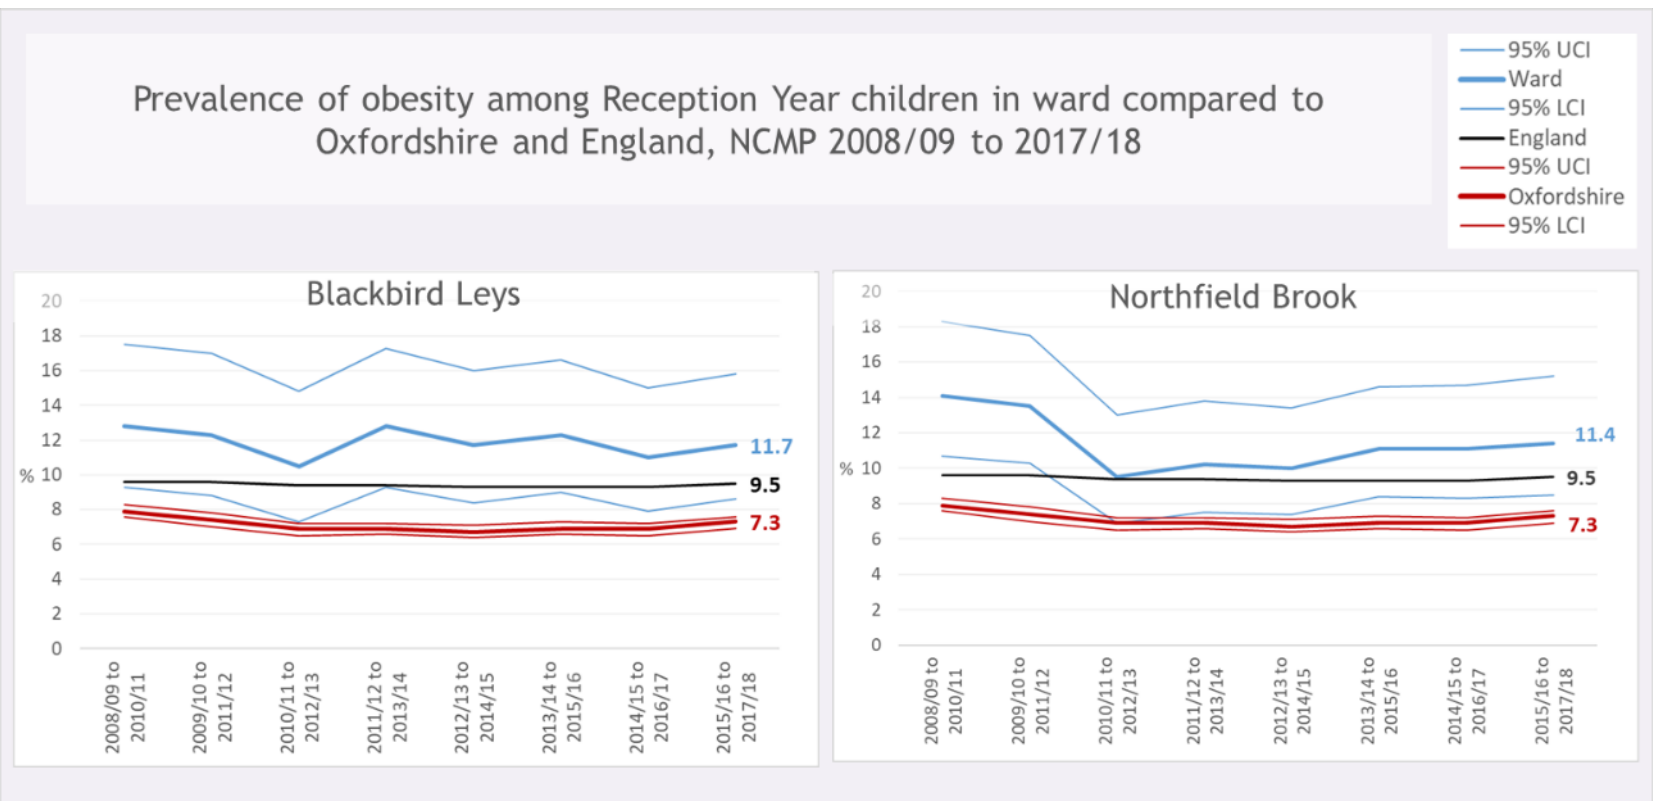 Prevalence of obesity among Reception Year children in ward compared to
Oxfordshire and England, NCMP 2008/09 to 2017/18
95% UCI
Ward
95% LCI
England
95% UCI
Oxfordshire
95% LCI
Blackbird Leys
20
18
16
14
12
% 10
8
6
4
2
0
11.7
9.5
7.3
2008/09 to
2010/11
2009/10 to
2011/12
2010/11 to
2012/13
2011/12 to
2013/14
2012/13 to
2014/15
2013/14 to
2015/16
2014/15 to
2016/17
2015/16 to
2017/18
Northfield Brook
20
18
16
14
12
% 10
8
6
4
2
0
11.4
9.5
7.3
2008/09 to
2010/11
2009/10 to
2011/12
2010/11 to
2012/13
2011/12 to
2013/14
2012/13 to
2014/15
2013/14 to
2015/16
2014/15 to
2016/17
2015/16 to
2017/18